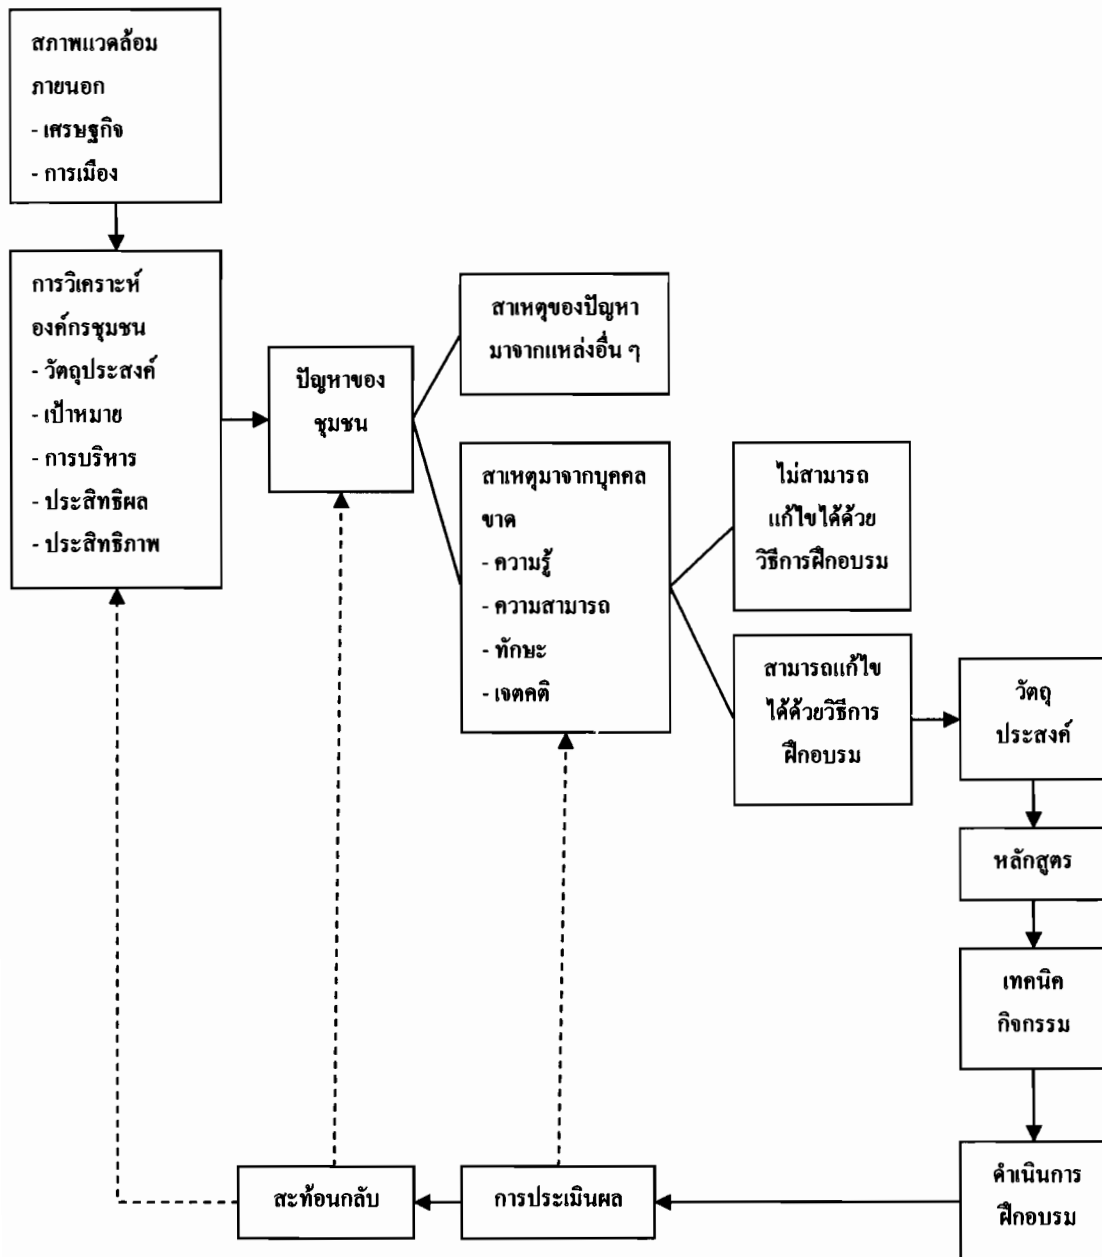 สภาพแวดล้อม
ภายนอก
- เศรษฐกิจ
- การเมือง
การวิเคราะห์
องค์กรชุมชน
- วัตถุประสงค์
- เป้าหมาย
- การบริหาร
- ประสิทธิผล
- ประสิทธิภาพ
ปัญหาของ
ชุมชน
สาเหตุของปัญหา
มาจากแหล่งอื่น ๆ
สาเหตุมาจากบุคคล
ขาด
- ความรู้
- ความสามารถ
- ทักษะ
- เจตคติ
ไม่สามารถ
แก้ไขได้ด้วย
วิธีการฝึกอบรม
สามารถแก้ไข
ได้ด้วยวิธีการ
ฝึกอบรม
วัตถุ
ประสงค์
หลักสูตร
เทคนิค
กิจกรรม
ดำเนินการ
ฝึกอบรม
การประเมินผล
สะท้อนกลับ